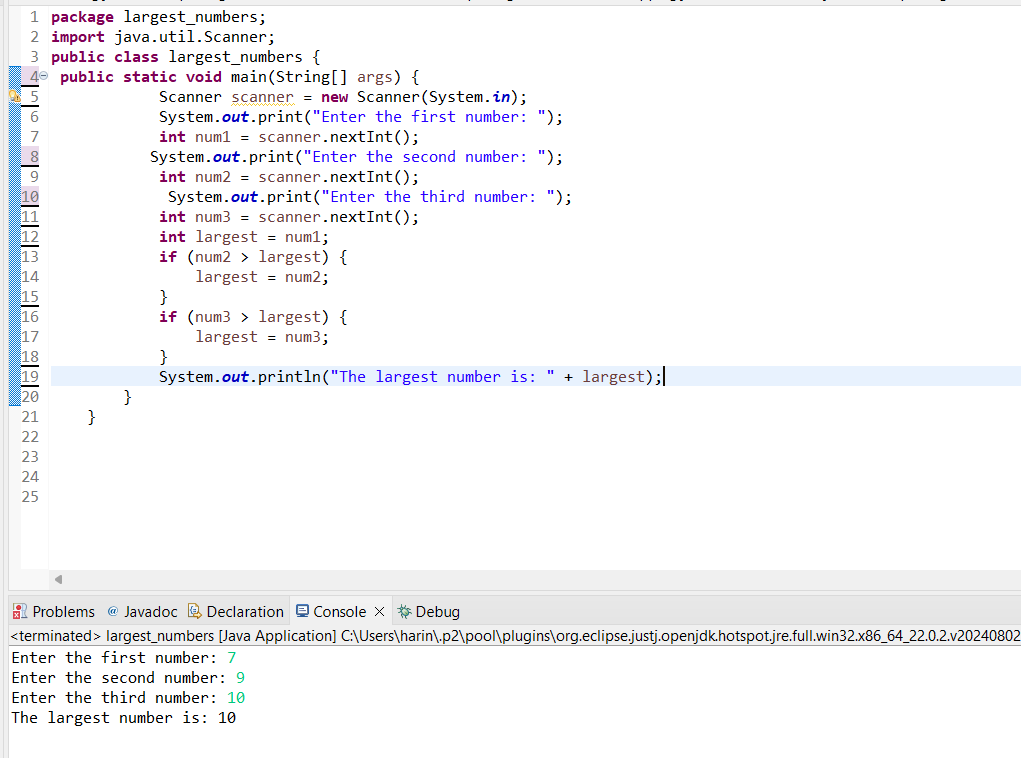 1 package largest_numbers;
2 import java.util.Scanner;
3 public class largest_numbers {
4 public static void main(String[] args) {
5 Scanner scanner = new Scanner(System.in);
6 System.out.print("Enter the first number: ");
7 int num1 = scanner.nextInt();
8 System.out.print("Enter the second number: ");
9 int num2 = scanner.nextInt();
10 System.out.print("Enter the third number: ");
11 int num3 = scanner.nextInt();
12 int largest = num1;
13 if (num2 > largest) {
14 largest = num2;
15 }
16 if (num3 > largest) {
17 largest = num3;
18 }
19 System.out.println("The largest number is: " + largest);
20 }
21 }
22
23
24
25
Problems @ Javadoc Declaration Console Debug
<terminated> largest_numbers [Java Application] C:\Users\harin\.p2\pool\plugins\org.eclipse.justj.openjdk.hotspot.jre.full.win32.x86_64_22.0.2.v20240802
Enter the first number: 7
Enter the second number: 9
Enter the third number: 10
The largest number is: 10